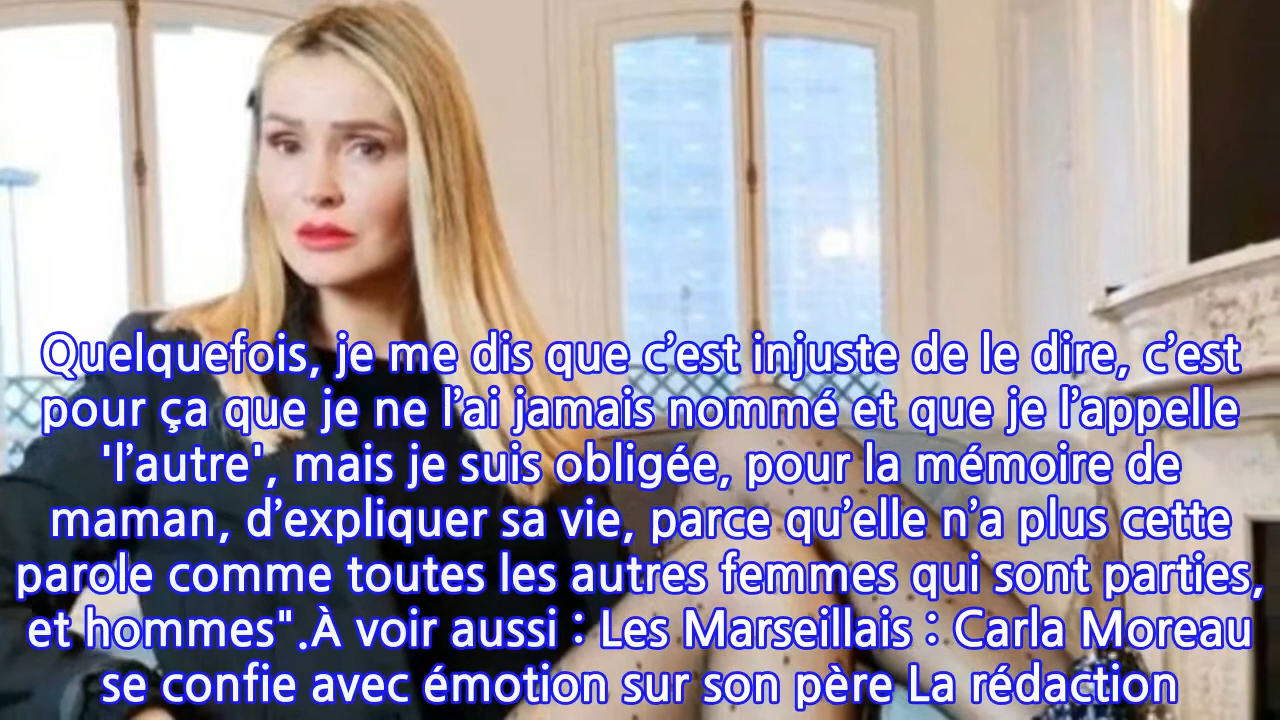 Quelquefois, je me dis que c’est injuste de le dire, c’est
pour ça que je ne l’ai jamais nommé et que je l’appelle
'l’autre', mais je suis obligée, pour la mémoire de
maman, d’expliquer sa vie, parce qu’elle n’a plus cette
parole comme toutes les autres femmes qui sont parties,
et hommes".À voir aussi : Les Marseillais : Carla Moreau
se confie avec émotion sur son père La rédaction